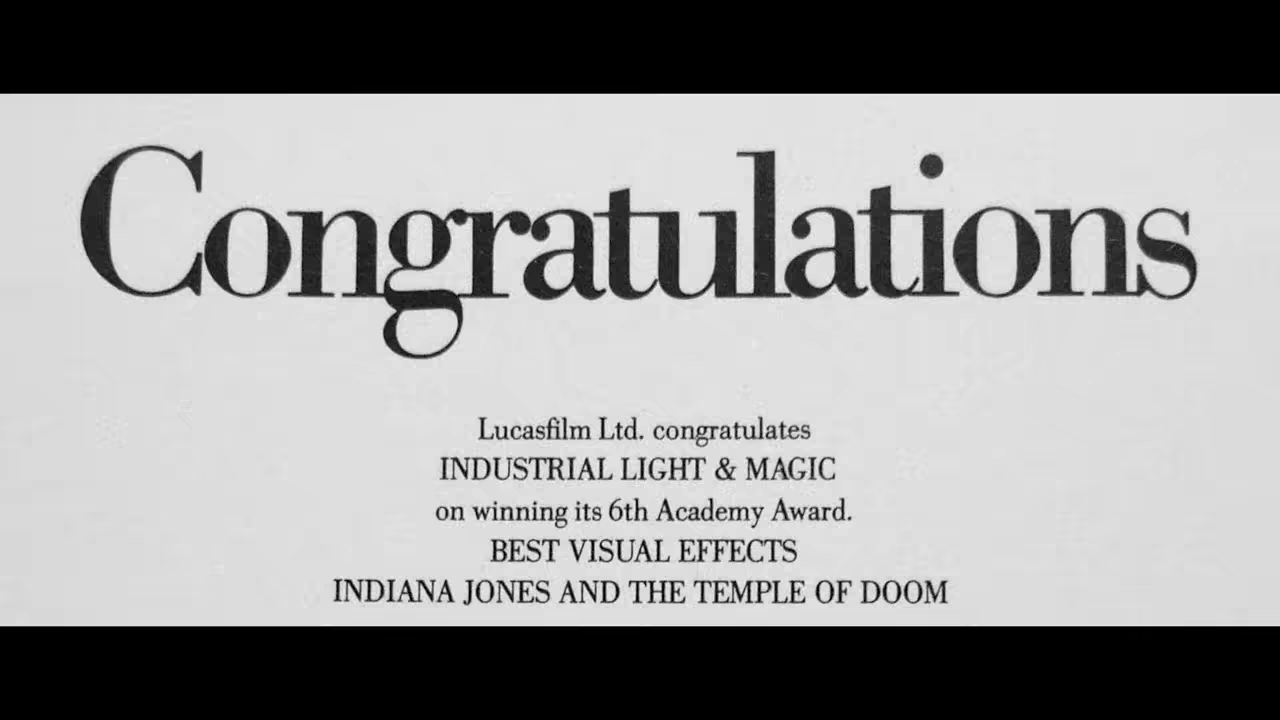 Congratulations
Lucasfilm Ltd. congratulates
INDUSTRIAL LIGHT & MAGIC
on winning its 6th Academy Award.
BEST VISUAL EFFECTS
INDIANA JONES AND THE TEMPLE OF DOOM